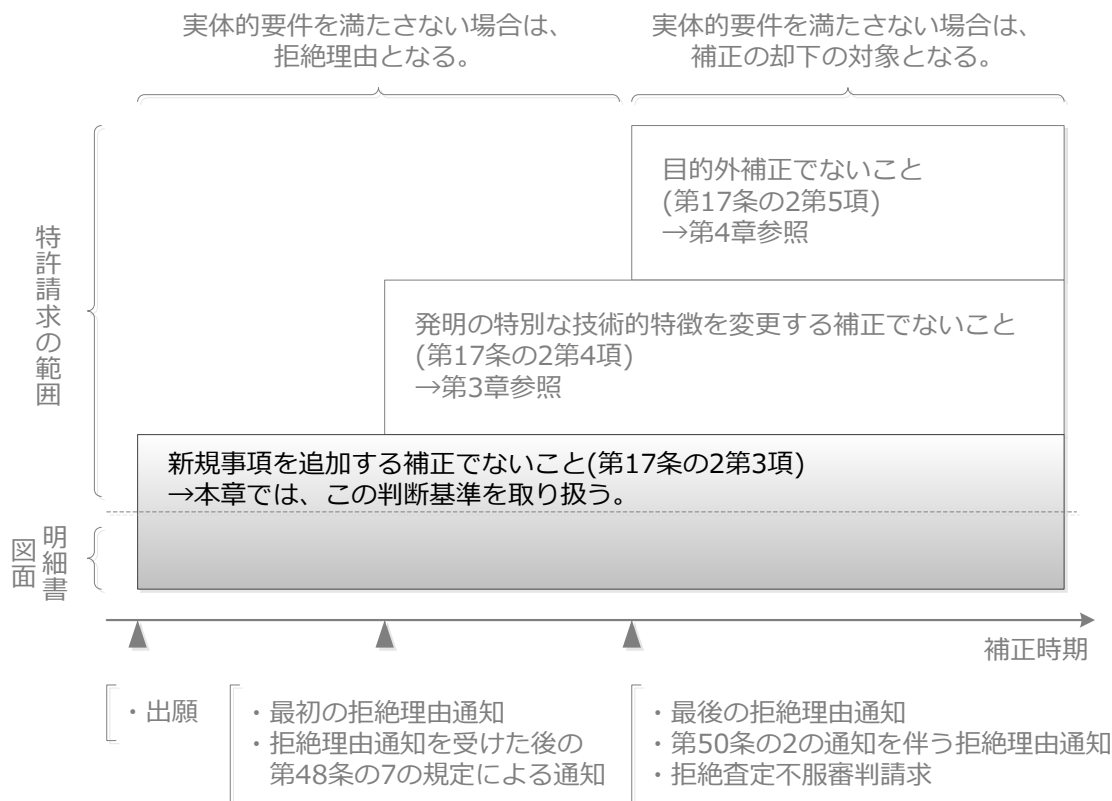 実体的要件を満たさない場合は、
拒絶理由となる。
実体的要件を満たさない場合は、
補正の却下の対象となる。
目的外補正でないこと
(第17条の2第5項)
→第4章参照
特許請求の範囲
発明の特別な技術的特徴を変更する補正でないこと
(第17条の2第4項)
→第3章参照
新規事項を追加する補正でないこと(第17条の2第3項)
→本章では、この判断基準を取り扱う。
明細書
図面
補正時期
・出願
・最初の拒絶理由通知
・拒絶理由通知を受けた後の
第48条の7の規定による通知
・最後の拒絶理由通知
・第50条の2の通知を伴う拒絶理由通知
・拒絶査定不服審判請求